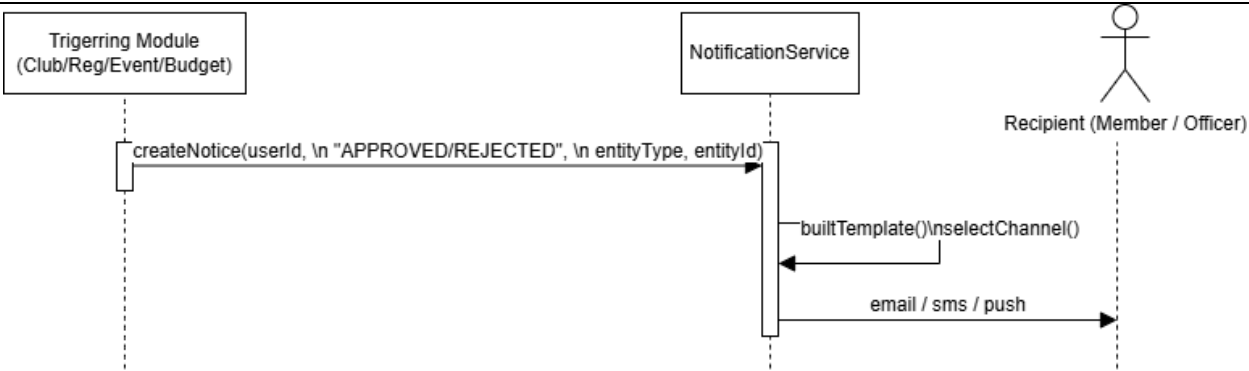 Trigerring Module
(Club/Reg/Event/Budget)
NotificationService
Recipient (Member / Officer)
createNotice(userId, \n "APPROVED/REJECTED", \n entityType, entityId)
builtTemplate()\nselectChannel()
email / sms / push